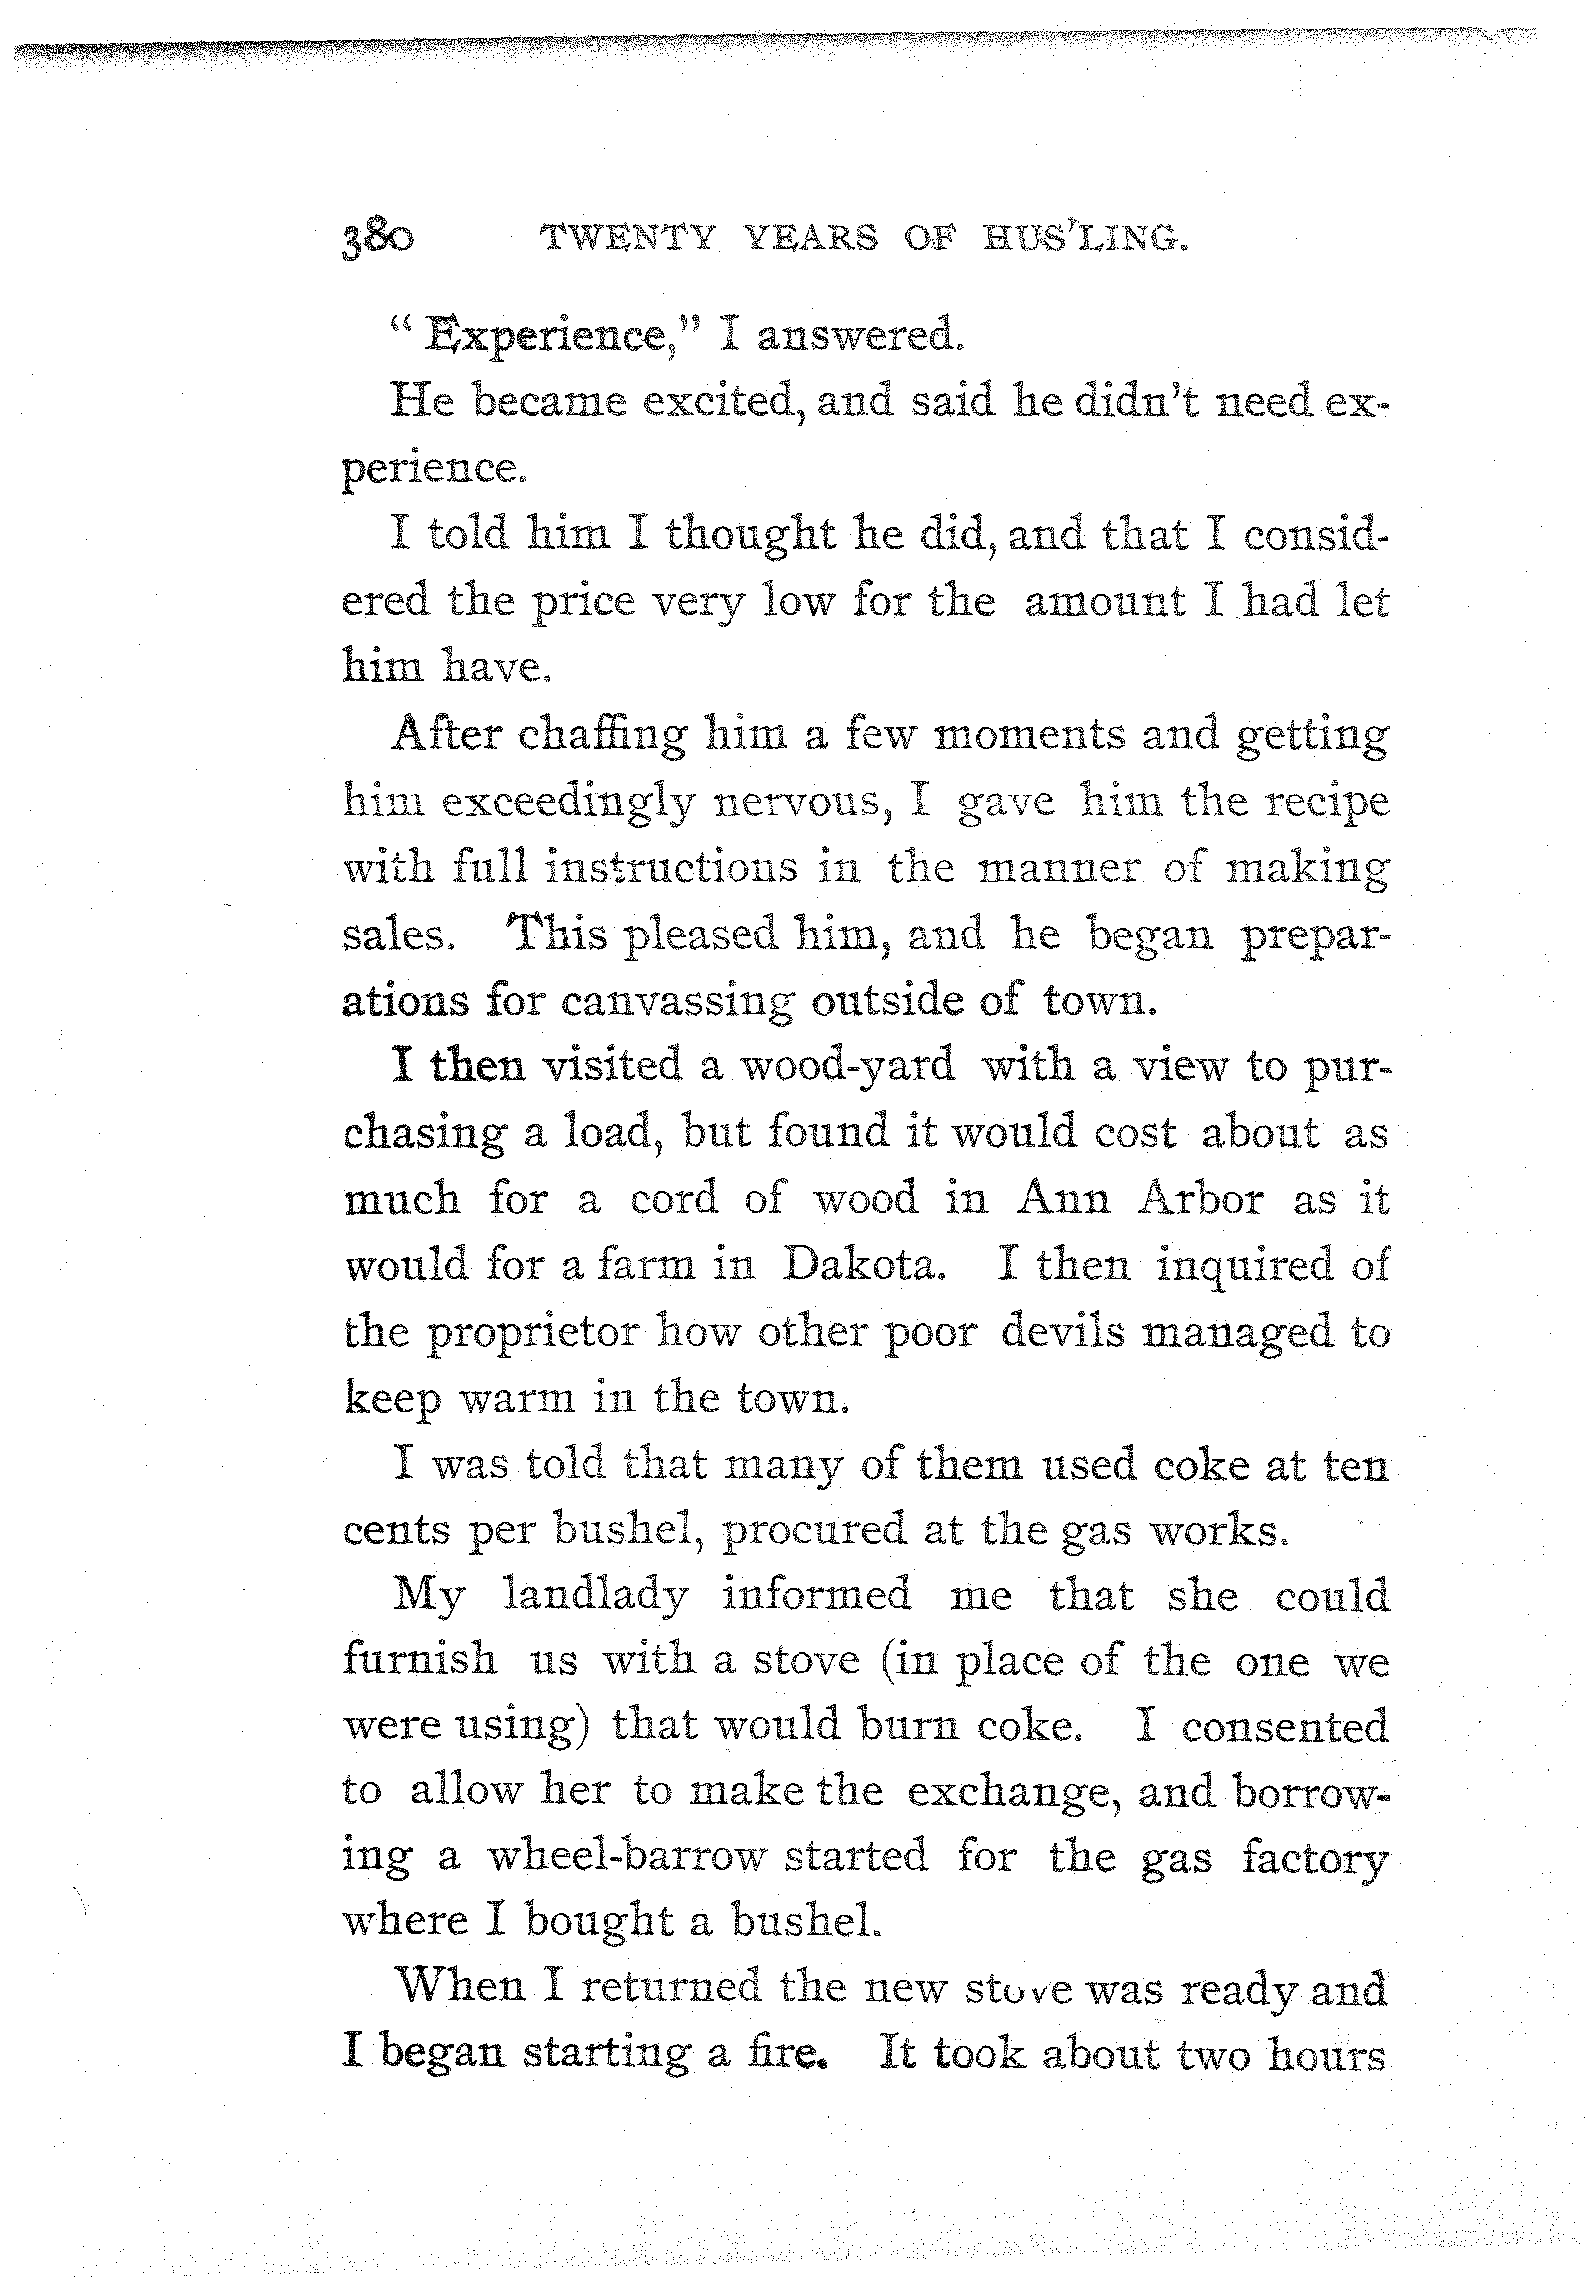 380 TWENTY YEARS OF HUS'LING.
"Experience," I answered.
He became excited, and said he didn't need ex-
perience.
I told him I thought he did, and that I consid-
ered the price very low for the amount I had let
him have.
After chaffing him a few moments and getting
him exceedingly nervous, I gave him the recipe
with full instructions in the manner of making
sales. This pleased him, and he began prepar-
ations for canvassing outside of town.
I then visited a wood-yard with a view to pur-
chasing a load, but found it would cost about as
much for a cord of wood in Ann Arbor as it
would for a farm in Dakota. I then inquired of
the proprietor how other poor devils managed to
keep warm in the town.
I was told that many of them used coke at ten
cents per bushel, procured at the gas works.
My landlady informed me that she could
furnish us with a stove (in place of the one we
were using) that would burn coke. I consented
to allow her to make the exchange, and borrow-
ing a wheel-barrow started for the gas factory
where I bought a bushel.
When I returned the new stove was ready and
I began starting a fire. It took about two hours